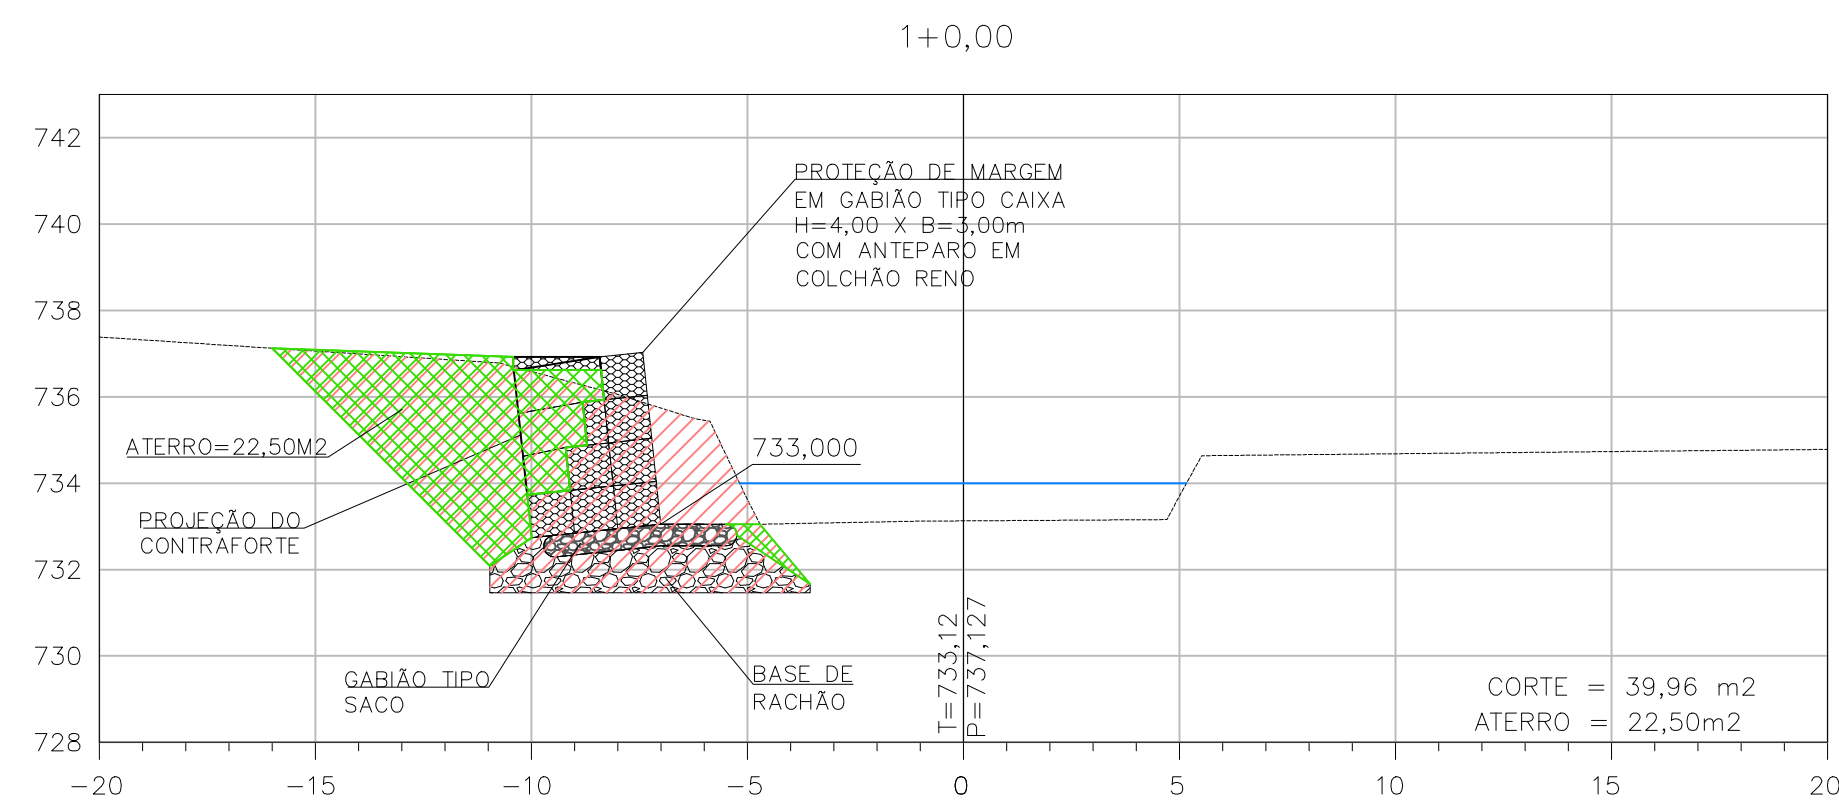 1+0,00
742
740
738
736
734
732
730
728
PROTEÇÃO DE MARGEM
EM GABIÃO TIPO CAIXA
H=4,00 X B=3,00m
COM ANTEPARO EM
COLCHÃO RENO
ATERRO=22,50M2
733,000
PROJEÇÃO DO
CONTRAFORTE
GABIÃO TIPO
SACO
BASE DE
RACHÃO
T=733,12
P=737,127
CORTE = 39,96 m2
ATERRO = 22,50m2
-20 -15 -10 -5 0 5 10 15 20